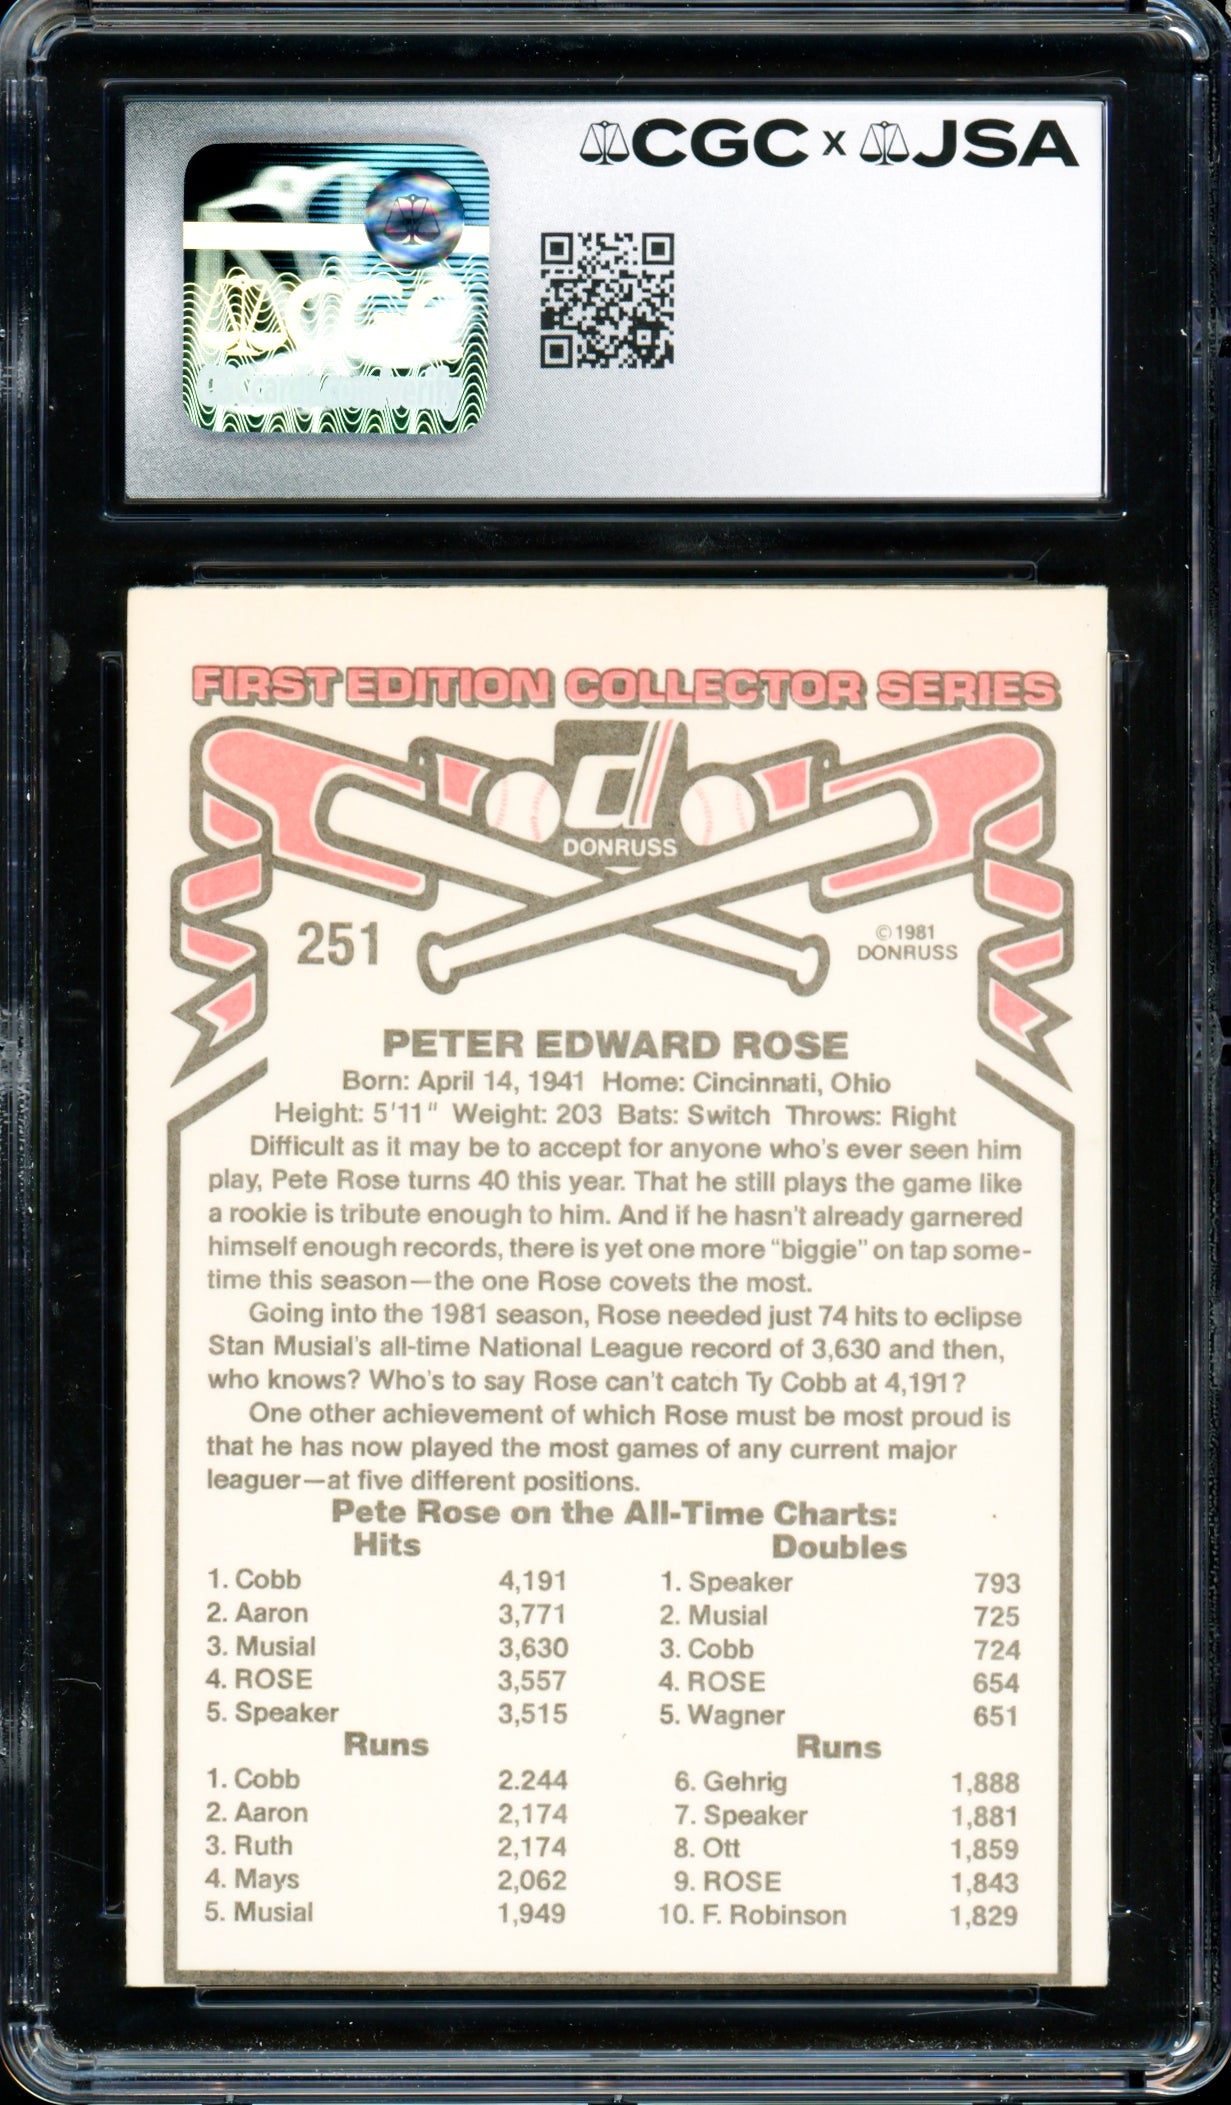 CGC x JSA
CGC
FIRST EDITION COLLECTOR SERIES
d
DONRUSS
251
© 1981
DONRUSS
PETER EDWARD ROSE
Born: April 14, 1941 Home: Cincinnati, Ohio
Height: 5'11" Weight: 203 Bats: Switch Throws: Right
Difficult as it may be to accept for anyone who's ever seen him
play, Pete Rose turns 40 this year. That he still plays the game like
a rookie is tribute enough to him. And if he hasn't already garnered
himself enough records, there is yet one more “biggie” on tap some-
time this season—the one Rose covets the most.
Going into the 1981 season, Rose needed just 74 hits to eclipse
Stan Musial's all-time National League record of 3,630 and then,
who knows? Who's to say Rose can't catch Ty Cobb at 4,191?
One other achievement of which Rose must be most proud is
that he has now played the most games of any current major
leaguer—at five different positions.
Pete Rose on the All-Time Charts:
Hits Doubles
1. Cobb 4,191 1. Speaker 793
2. Aaron 3,771 2. Musial 725
3. Musial 3,630 3. Cobb 724
4. ROSE 3,557 4. ROSE 654
5. Speaker 3,515 5. Wagner 651
Runs Runs
1. Cobb 2.244 6. Gehrig 1,888
2. Aaron 2,174 7. Speaker 1,881
3. Ruth 2,174 8. Ott 1,859
4. Mays 2,062 9. ROSE 1,843
5. Musial 1,949 10. F. Robinson 1,829